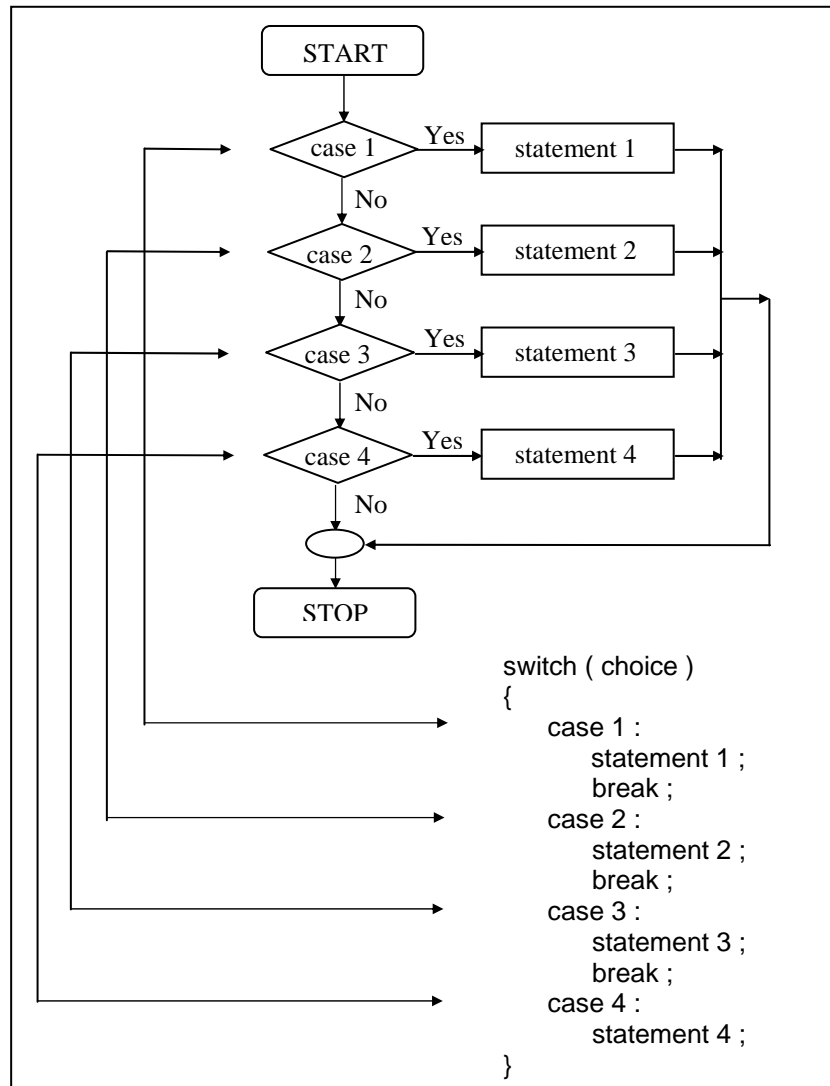 START
case 1 Yes statement 1
No
case 2 Yes statement 2
No
case 3 Yes statement 3
No
case 4 Yes statement 4
No
STOP
switch ( choice )
{
case 1 :
statement 1 ;
break ;
case 2 :
statement 2 ;
break ;
case 3 :
statement 3 ;
break ;
case 4 :
statement 4 ;
}